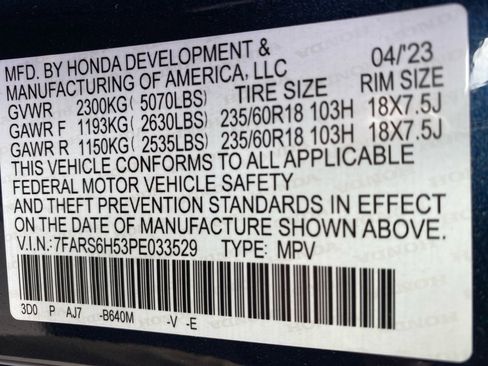 MFD. BY HONDA DEVELOPMENT & 04/'23
MANUFACTURING OF AMERICA, LLC
GVWR 2300KG( 5070LBS) TIRE SIZE RIM SIZE
GAWR F 1193KG( 2630LBS) 235/60R18 103H 18X7.5J
GAWR R 1150KG( 2535LBS) 235/60R18 103H 18X7.5J
THIS VEHICLE CONFORMS TO ALL APPLICABLE
FEDERAL MOTOR VEHICLE SAFETY
AND THEFT PREVENTION STANDARDS IN EFFECT
ON THE DATE OF MANUFACTURE SHOWN ABOVE.
V.I.N.:7FARS6H53PE033529 TYPE: MPV
3D0 P AJ7 -B640M -V -E